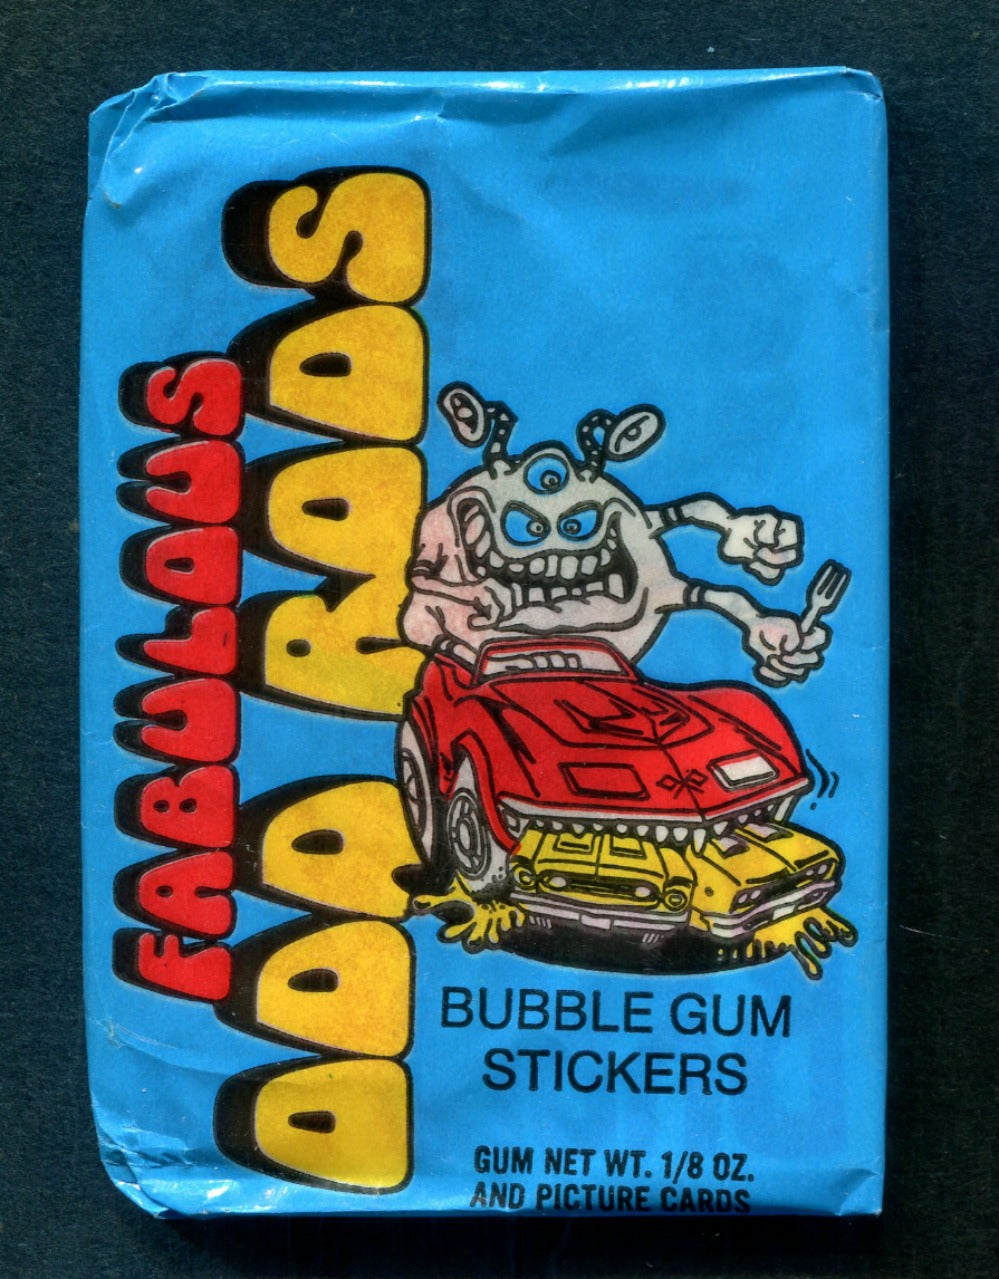 FABULOUS
ODD RODS
BUBBLE GUM
STICKERS
GUM NET WT. 1/8 OZ.
AND PICTURE CARDS